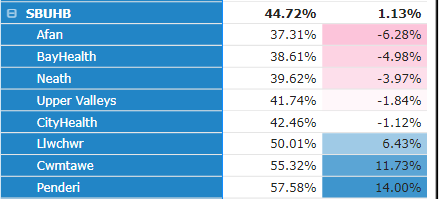 SBUHB 44.72% 1.13%
Afan 37.31% -6.28%
BayHealth 38.61% -4.98%
Neath 39.62% -3.97%
Upper Valleys 41.74% -1.84%
CityHealth 42.46% -1.12%
Llwchwr 50.01% 6.43%
Cwmtawe 55.32% 11.73%
Penderi 57.58% 14.00%